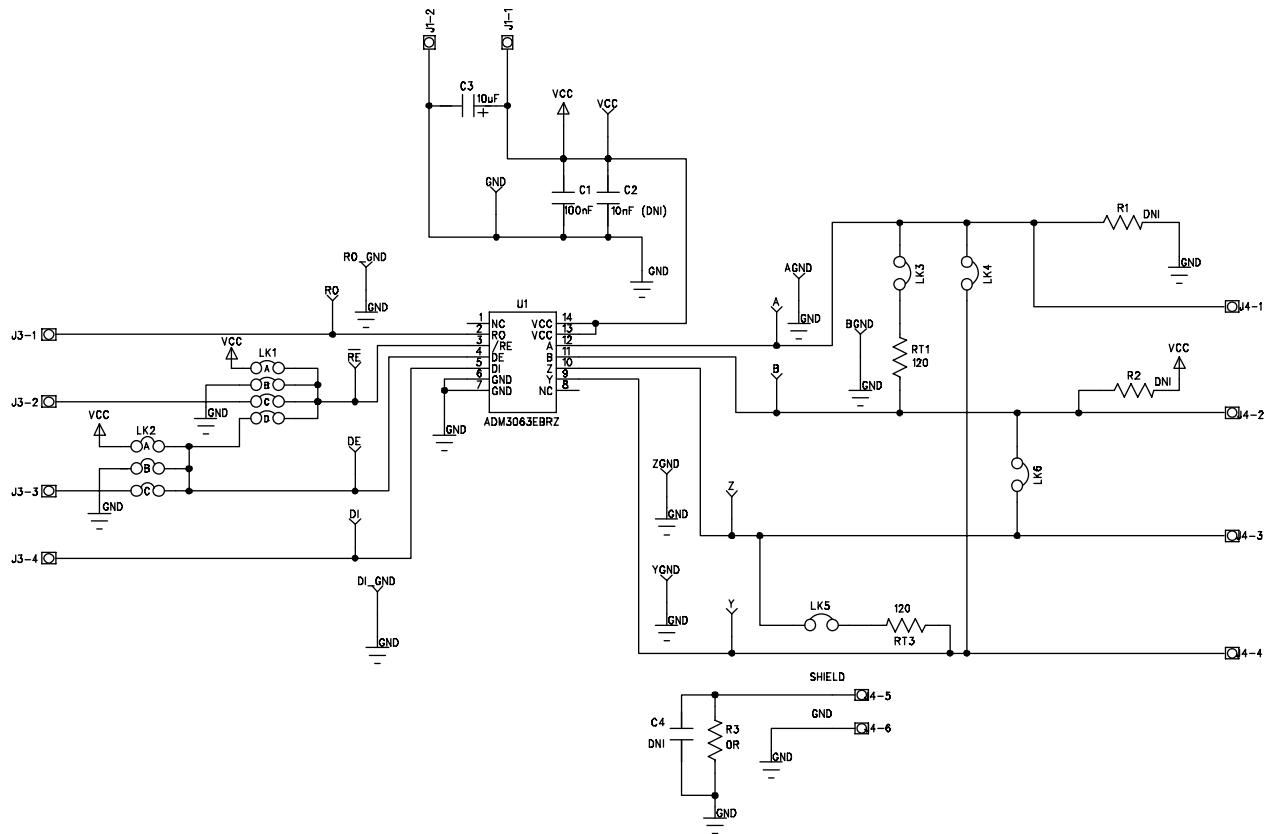 J1-2
J1-1
C3
10uF
+
VCC
VCC
GND
C1
100nF
C2
10nF (DNI)
GND
R1
DNI
GND
RO_GND
GND
RO
AGND
GND
A
LK3
LK4
J4-1
J3-1
U1
1 NC
2 RO
3 /RE
4 DE
5 DI
6 GND
7 GND
VCC 14
VCC 13
A 12
B 11
Z 10
Y 9
NC 8
ADM3063EBRZ
GND
BGND
GND
RT1
120
VCC
LK1
A
B
C
D
GND
RE
J3-2
B
R2
DNI
VCC
J4-2
VCC
LK2
A
B
C
GND
DE
J3-3
ZGND
GND
Z
LK6
J4-3
DI
J3-4
DI_GND
GND
YGND
GND
Y
LK5
120
RT3
J4-4
SHIELD
J4-5
C4
DNI
R3
0R
GND
J4-6
GND
GND